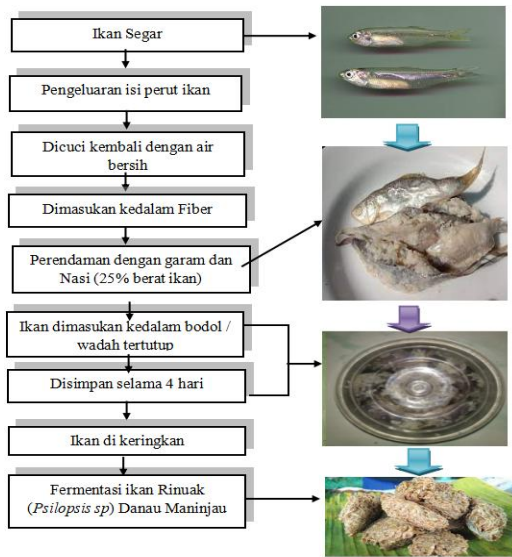 Ikan Segar
Pengeluaran isi perut ikan
Dicuci kembali dengan air
bersih
Dimasukan kedalam Fiber
Perendaman dengan garam dan
Nasi (25% berat ikan)
Ikan dimasukan kedalam bodol /
wadah tertutup
Disimpan selama 4 hari
Ikan di keringkan
Fermentasi ikan Rinuak
(Psilopsis sp) Danau Maninjau